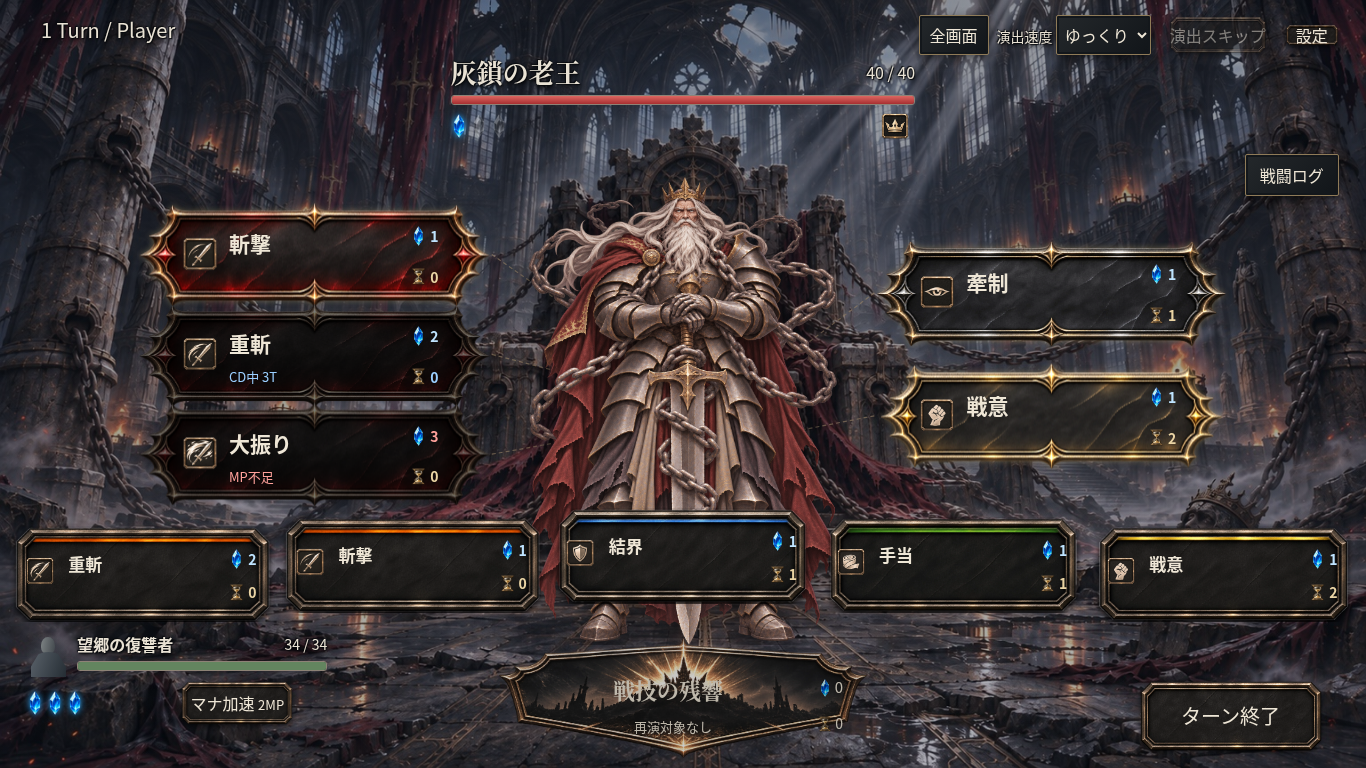 1 Turn / Player
全画面
演出速度
ゆっくり
演出スキップ
設定
灰鎖の老王
40 / 40
戦闘ログ
斬撃
1
0
重斬
2
CD中 3T
0
大振り
3
MP不足
0
牽制
1
1
戦意
1
2
重斬
2
0
斬撃
1
0
結界
1
1
手当
1
1
戦意
1
2
望郷の復讐者
34 / 34
マナ加速 2MP
戦技の残響
0
再演対象なし
0
ターン終了